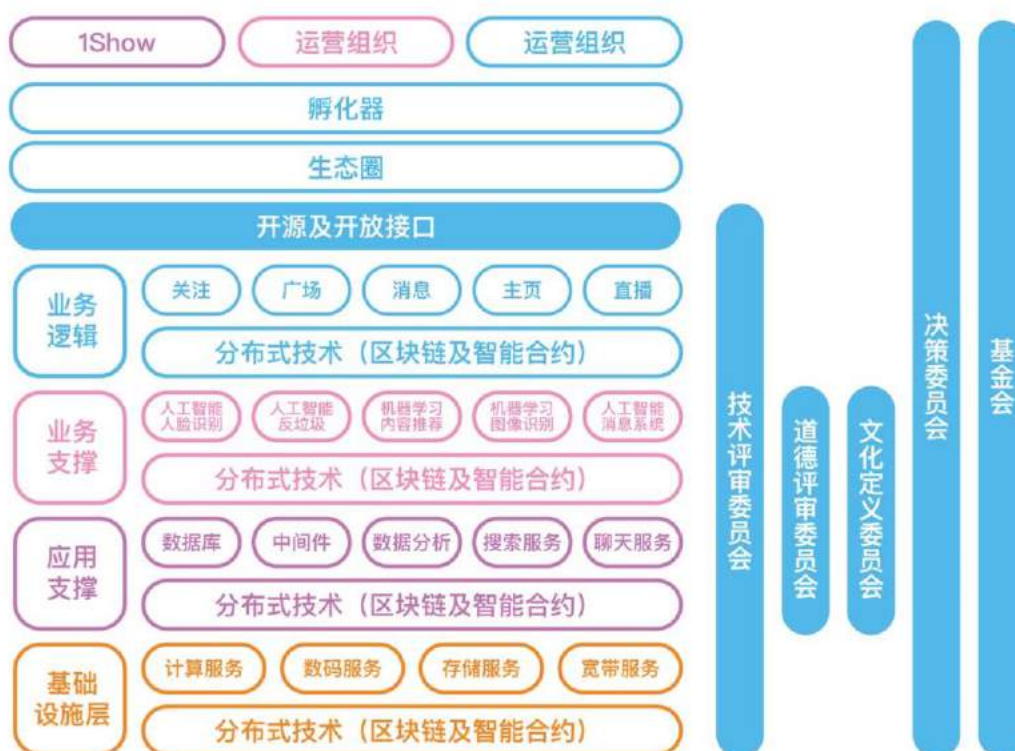 1Show
运营组织
运营组织
孵化器
生态圈
开源及开放接口
业务
逻辑
关注
广场
消息
主页
直播
分布式技术（区块链及智能合约）
业务
支撑
人工智能
人脸识别
人工智能
反垃圾
机器学习
内容推荐
机器学习
图像识别
人工智能
消息系统
分布式技术（区块链及智能合约）
应用
支撑
数据库
中间件
数据分析
搜索服务
聊天服务
分布式技术（区块链及智能合约）
基础
设施层
计算服务
数码服务
存储服务
宽带服务
分布式技术（区块链及智能合约）
技术评审委员会
道德评审委员会
文化定义委员会
决策委员会
基金会